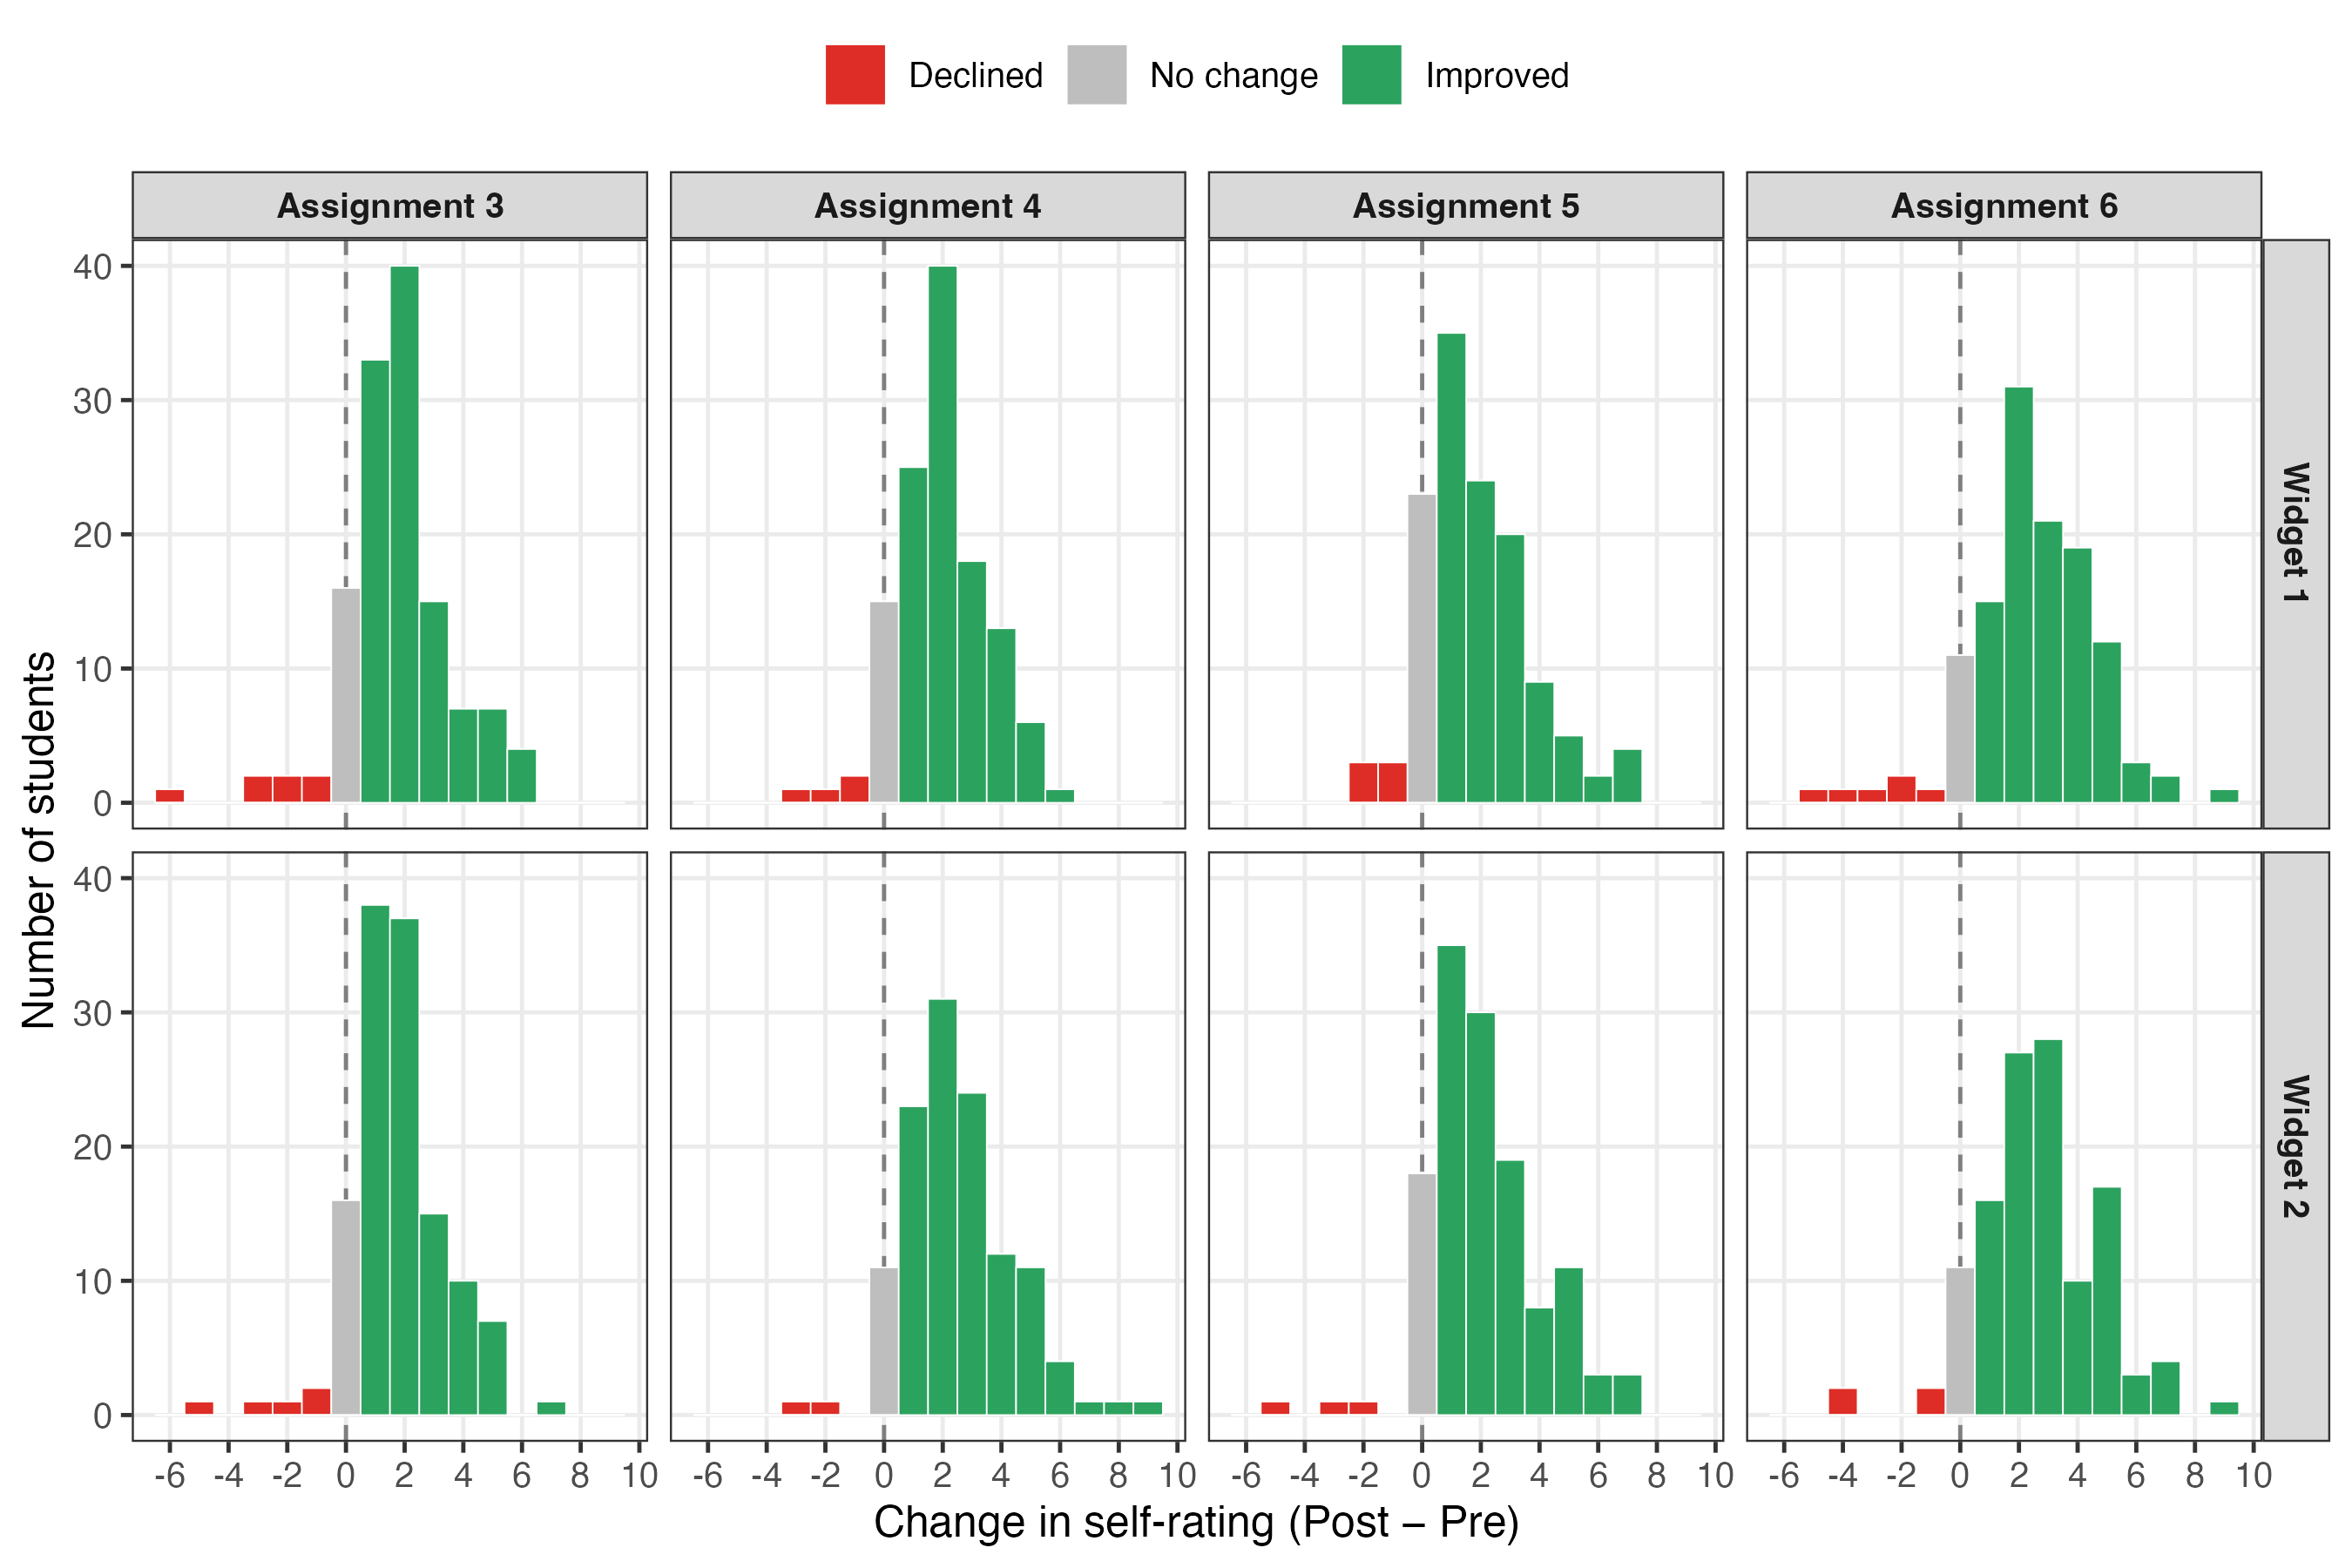 Declined No change Improved
Assignment 3 Assignment 4 Assignment 5 Assignment 6
40
30
20
10
0
Widget 1
Number of students
40
30
20
10
0
Widget 2
-6 -4 -2 0 2 4 6 8 10 -6 -4 -2 0 2 4 6 8 10 -6 -4 -2 0 2 4 6 8 10 -6 -4 -2 0 2 4 6 8 10
Change in self-rating (Post – Pre)